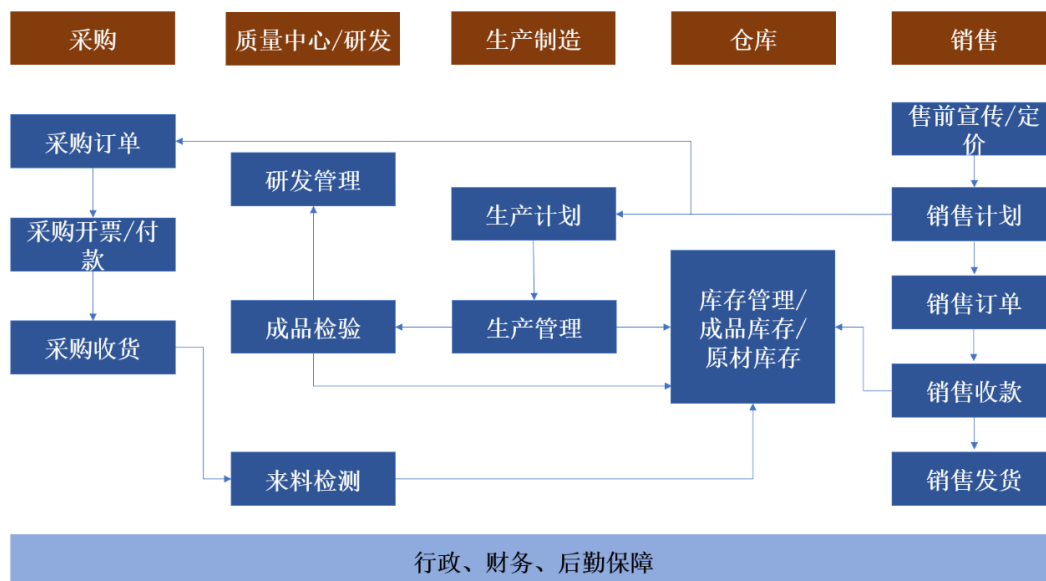 采购
质量中心/研发
生产制造
仓库
销售
采购订单
采购开票/付
款
采购收货
研发管理
成品检验
来料检测
生产计划
生产管理
库存管理/
成品库存/
原材库存
售前宣传/定
价
销售计划
销售订单
销售收款
销售发货
行政、财务、后勤保障